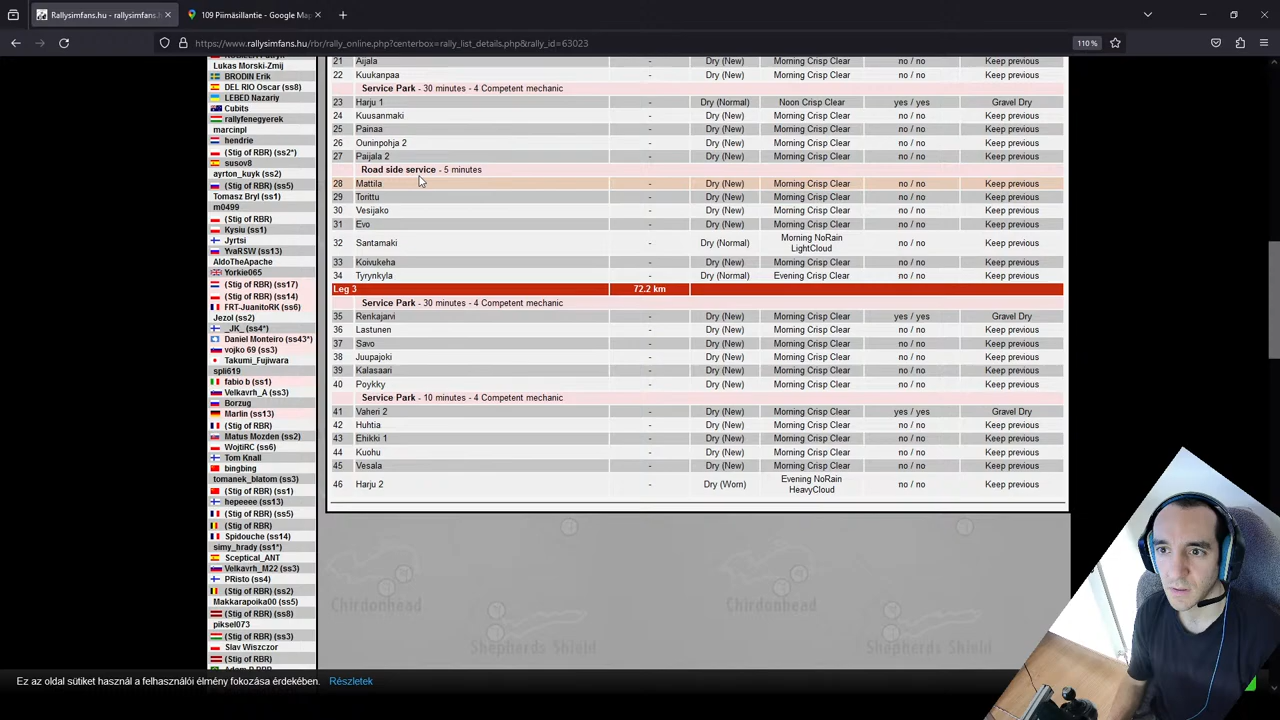 Rallysimfans.hu - rallysimfans.
109 Piimäsillantie - Google Ma
https://www.rallysimfans.hu/rbr/rally_online.php?centerbox=rally_list_details.php&rally_id=63023
110 %
Lukas Morski-Zmij
BRODIN Erik
DEL RIO Oscar (ss8)
LEBED Nazariy
Cubits
rallyfenegyerek
marcinpl
hendrie
(Stig of RBR) (ss2*)
susov8
ayrton_kuyk (ss2)
(Stig of RBR) (ss5)
Tomasz Bryl (ss1)
m0499
(Stig of RBR)
Kysiu (ss1)
Jyrtsi
YvaRSW (ss13)
AldoTheApache
Yorkie065
(Stig of RBR) (ss17)
(Stig of RBR) (ss14)
FRT-JuanitoRK (ss6)
Jezol (ss2)
_JK_ (ss4*)
Daniel Monteiro (ss43*)
vojko 69 (ss3)
Takumi_Fujiwara
spli619
fabio b (ss1)
Velkavrh_A (ss3)
Borzug
Marlin (ss13)
(Stig of RBR)
Matus Mozden (ss2)
WojtiRC (ss6)
Tom Knall
bingbing
tomanek_blatom (ss3)
(Stig of RBR) (ss1)
hepeeee (ss13)
(Stig of RBR) (ss5)
(Stig of RBR)
Spidouche (ss14)
simy_hrady (ss1*)
Sceptical_ANT
Velkavrh_M22 (ss3)
PRisto (ss4)
(Stig of RBR) (ss2)
Makkarapoika00 (ss5)
(Stig of RBR) (ss8)
piksel073
(Stig of RBR) (ss3)
Slav Wiszczor
(Stig of RBR)
21 Aijala - Dry (New) Morning Crisp Clear no / no Keep previous
22 Kuukanpaa - Dry (New) Morning Crisp Clear no / no Keep previous
Service Park - 30 minutes - 4 Competent mechanic
23 Harju 1 - Dry (Normal) Noon Crisp Clear yes / yes Gravel Dry
24 Kuusanmaki - Dry (New) Morning Crisp Clear no / no Keep previous
25 Painaa - Dry (New) Morning Crisp Clear no / no Keep previous
26 Ouninpohja 2 - Dry (New) Morning Crisp Clear no / no Keep previous
27 Paijala 2 - Dry (New) Morning Crisp Clear no / no Keep previous
Road side service - 5 minutes
28 Mattila - Dry (New) Morning Crisp Clear no / no Keep previous
29 Torittu - Dry (New) Morning Crisp Clear no / no Keep previous
30 Vesijako - Dry (New) Morning Crisp Clear no / no Keep previous
31 Evo - Dry (New) Morning Crisp Clear no / no Keep previous
32 Santamaki - Dry (Normal) Morning NoRain LightCloud no / no Keep previous
33 Koivukeha - Dry (New) Morning Crisp Clear no / no Keep previous
34 Tyrynkyla - Dry (Normal) Evening Crisp Clear no / no Keep previous
Leg 3 72.2 km
Service Park - 30 minutes - 4 Competent mechanic
35 Renkajarvi - Dry (New) Morning Crisp Clear yes / yes Gravel Dry
36 Lastunen - Dry (New) Morning Crisp Clear no / no Keep previous
37 Savo - Dry (New) Morning Crisp Clear no / no Keep previous
38 Juupajoki - Dry (New) Morning Crisp Clear no / no Keep previous
39 Kalasaari - Dry (New) Morning Crisp Clear no / no Keep previous
40 Poykky - Dry (New) Morning Crisp Clear no / no Keep previous
Service Park - 10 minutes - 4 Competent mechanic
41 Vaheri 2 - Dry (New) Morning Crisp Clear yes / yes Gravel Dry
42 Huhtia - Dry (New) Morning Crisp Clear no / no Keep previous
43 Ehikki 1 - Dry (New) Morning Crisp Clear no / no Keep previous
44 Kuohu - Dry (New) Morning Crisp Clear no / no Keep previous
45 Vesala - Dry (New) Morning Crisp Clear no / no Keep previous
46 Harju 2 - Dry (Worn) Evening NoRain HeavyCloud no / no Keep previous
Chirdonhead Chirdonhead
Shepherds Shield Shepherds Shield
Ez az oldal sütiket használ a felhasználói élmény fokozása érdekében. Részletek